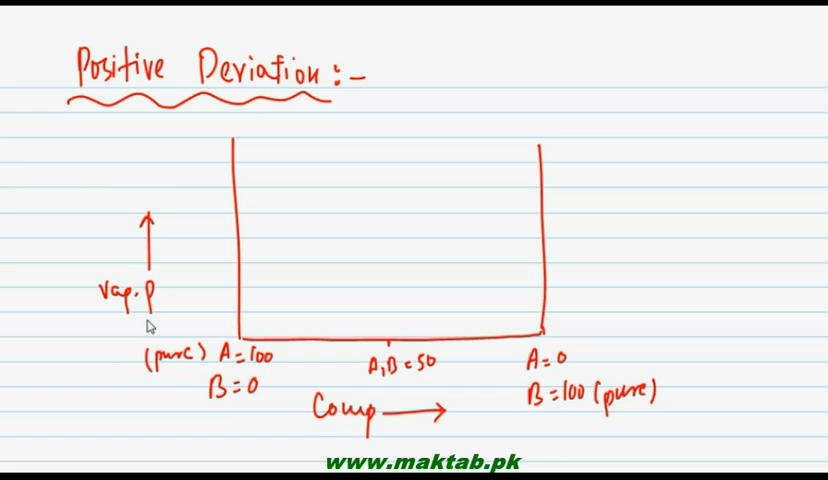 Positive Deviation :-
Vap. P
(pure) A = 100
B = 0
A, B = 50
A = 0
B = 100 (pure)
Comp
www.maktab.pk